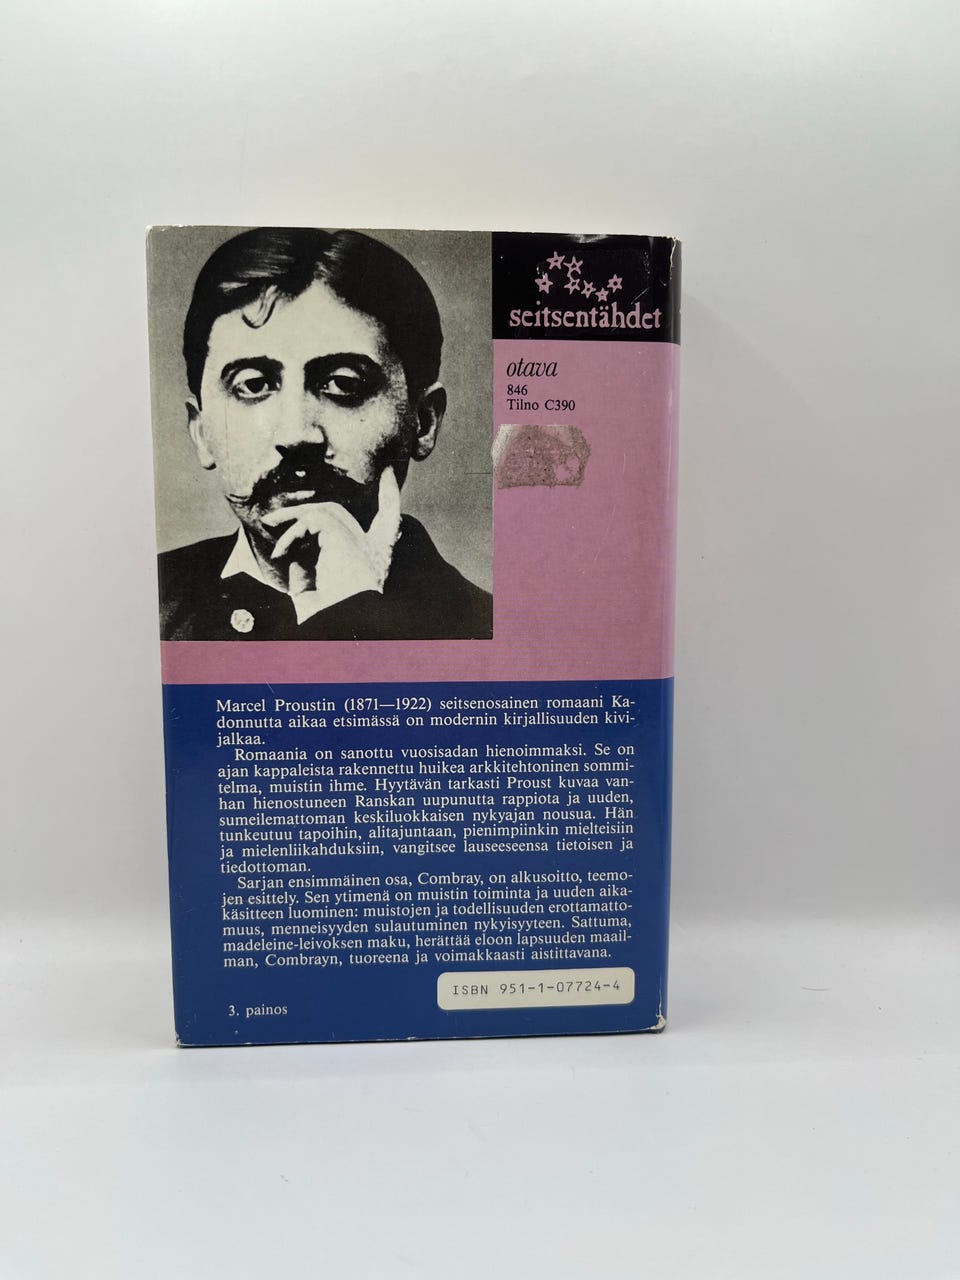 seitsentähdet
otava
846
Tilno C390
Marcel Proustin (1871—1922) seitsenosainen romaani Ka-
donnutta aikaa etsimässä on modernin kirjallisuuden kivi-
jalkaa.
Romaania on sanottu vuosisadan hienoimmaksi. Se on
ajan kappaleista rakennettu huikea arkkitehtoninen sommi-
telma, muistin ihme. Hyytävän tarkasti Proust kuvaa van-
han hienostuneen Ranskan uupunutta rappiota ja uuden,
sumeilemattoman keskiluokkaisen nykyajan nousua. Hän
tunkeutuu tapoihin, alitajuntaan, pienimpiinkin mielteisiin
ja mielenliikahduksiin, vangitsee lauseeseensa tietoisen ja
tiedottoman.
Sarjan ensimmäinen osa, Combray, on alkusoitto, teemo-
jen esittely. Sen ytimenä on muistin toiminta ja uuden aika-
käsitteen luominen: muistojen ja todellisuuden erottamatto-
muus, menneisyyden sulautuminen nykyisyyteen. Sattuma,
madeleine-leivoksen maku, herättää eloon lapsuuden maail-
man, Combrayn, tuoreena ja voimakkaasti aistittavana.
ISBN 951-1-07724-4
3. painos